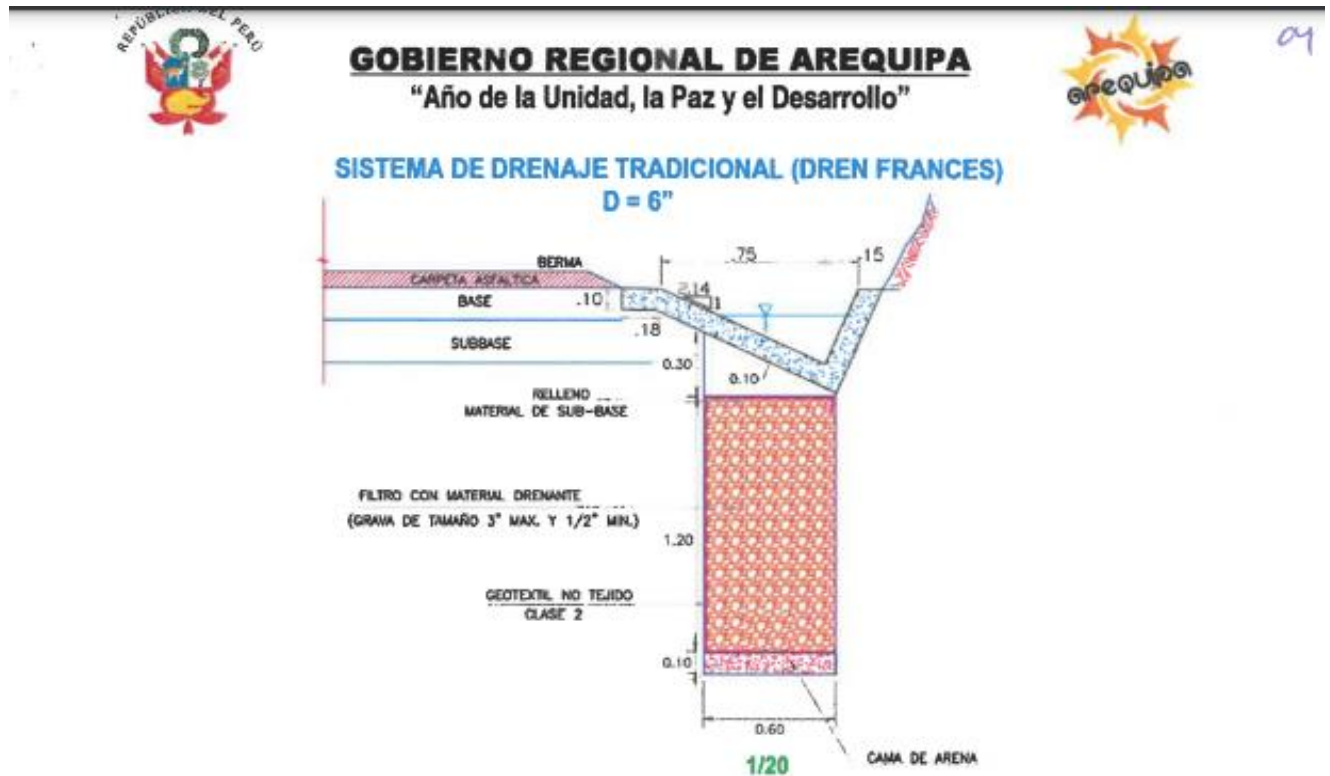 REPÚBLICA DEL PERÚ
GOBIERNO REGIONAL DE AREQUIPA
“Año de la Unidad, la Paz y el Desarrollo”
arequipa
04
SISTEMA DE DRENAJE TRADICIONAL (DREN FRANCES)
D = 6”
.75
.15
BERMA
CARPETA ASFALTICA
2.14
1
BASE
.10
.18
SUBBASE
0.30
0.10
RELLENO
MATERIAL DE SUB-BASE
FILTRO CON MATERIAL DRENANTE
(GRAVA DE TAMAÑO 3" MAX. Y 1/2" MIN.)
1.20
GEOTEXTIL NO TEJIDO
CLASE 2
0.10
0.60
CAMA DE ARENA
1/20